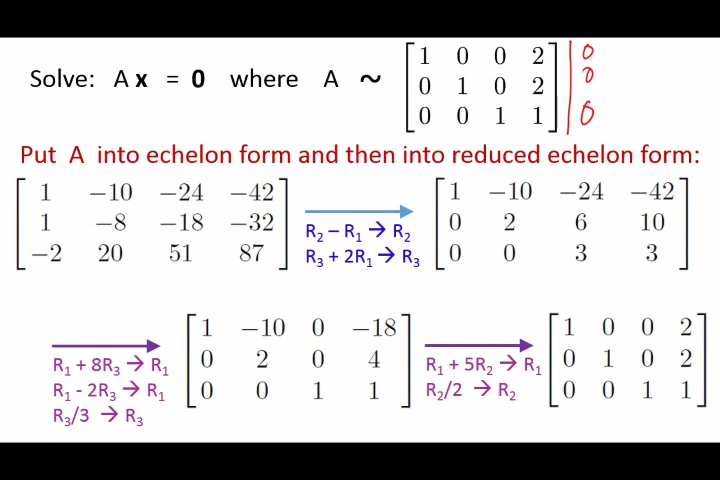 Solve: A x = 0 where A ~ [1 0 0 2 | 0
0 1 0 2 | 0
0 0 1 1] | 0
Put A into echelon form and then into reduced echelon form:
[1 −10 −24 −42
1 −8 −18 −32
−2 20 51 87]
R₂ – R₁ → R₂
R₃ + 2R₁ → R₃
[1 −10 −24 −42
0 2 6 10
0 0 3 3]
R₁ + 8R₃ → R₁
R₁ - 2R₃ → R₁
R₃/3 → R₃
[1 −10 0 −18
0 2 0 4
0 0 1 1]
R₁ + 5R₂ → R₁
R₂/2 → R₂
[1 0 0 2
0 1 0 2
0 0 1 1]